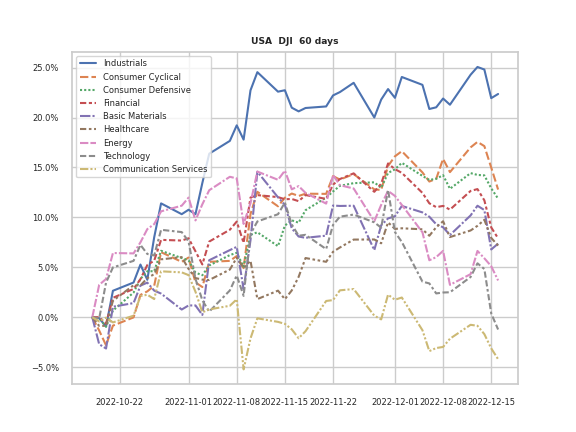 USA DJI 60 days
25.0%
20.0%
15.0%
10.0%
5.0%
0.0%
−5.0%
Industrials
Consumer Cyclical
Consumer Defensive
Financial
Basic Materials
Healthcare
Energy
Technology
Communication Services
2022-10-22
2022-11-01
2022-11-08
2022-11-15
2022-11-22
2022-12-01
2022-12-08
2022-12-15